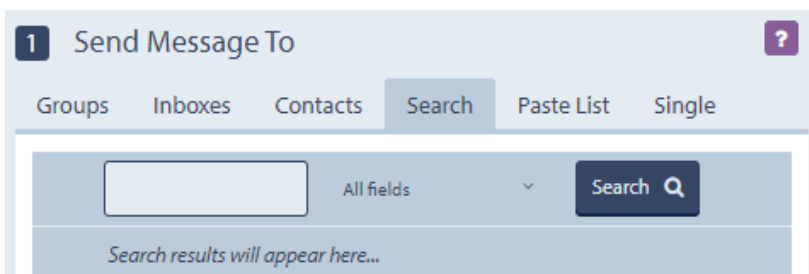 1 Send Message To ?
Groups Inboxes Contacts Search Paste List Single
All fields Search
Search results will appear here...